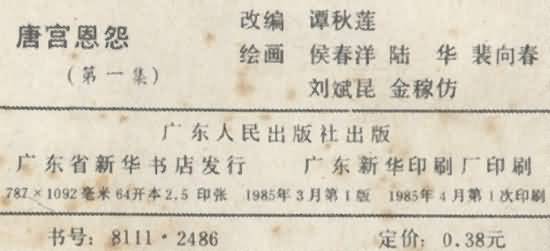 唐宫恩怨
(第一集)
改编 谭秋莲
绘画 侯春洋 陆 华 裴向春
刘斌昆 金稼仿
广东人民出版社出版
广东省新华书店发行 广东新华印刷厂印刷
787×1092毫米 64开本 2.5 印张 1985年3月第1版 1985年4月第1次印刷
书号: 8111·2486 定价: 0.38元